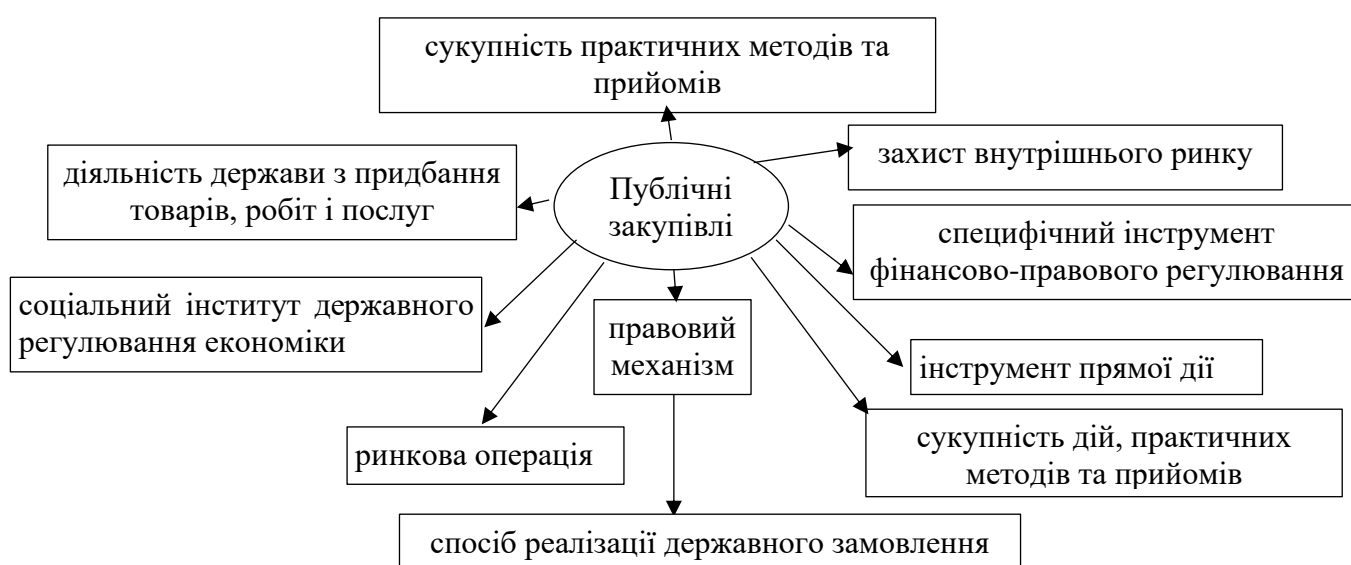 сукупність практичних методів та
прийомів
захист внутрішнього ринку
діяльність держави з придбання
товарів, робіт і послуг
Публічні
закупівлі
специфічний інструмент
фінансово-правового регулювання
соціальний інститут державного
регулювання економіки
правовий
механізм
інструмент прямої дії
ринкова операція
сукупність дій, практичних
методів та прийомів
спосіб реалізації державного замовлення